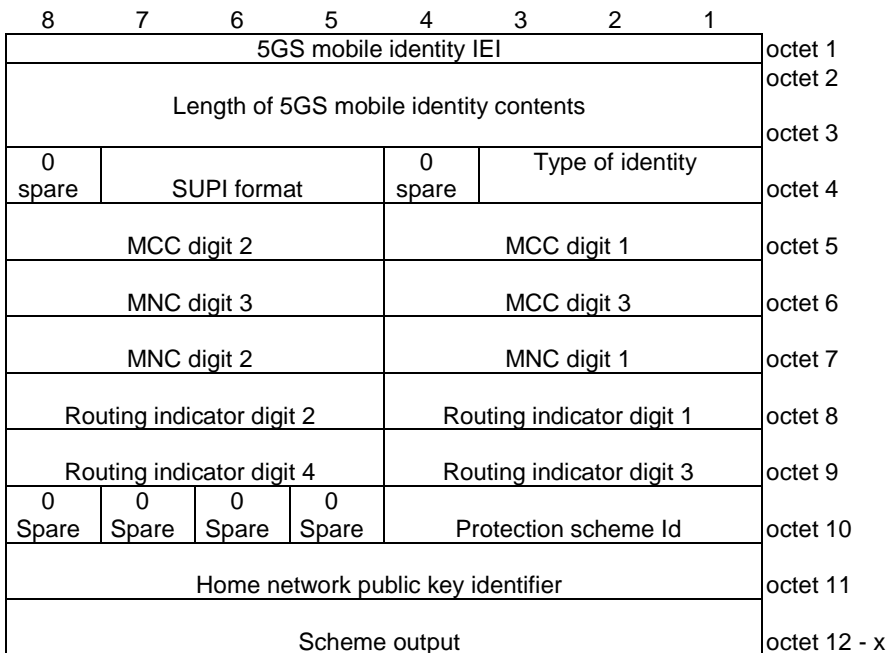 8 7 6 5 4 3 2 1
5GS mobile identity IEI octet 1
octet 2
Length of 5GS mobile identity contents
octet 3
0 0 Type of identity
spare SUPI format spare octet 4
MCC digit 2 MCC digit 1 octet 5
MNC digit 3 MCC digit 3 octet 6
MNC digit 2 MNC digit 1 octet 7
Routing indicator digit 2 Routing indicator digit 1 octet 8
Routing indicator digit 4 Routing indicator digit 3 octet 9
0 0 0 0
Spare Spare Spare Spare Protection scheme Id octet 10
Home network public key identifier octet 11
Scheme output octet 12 - x